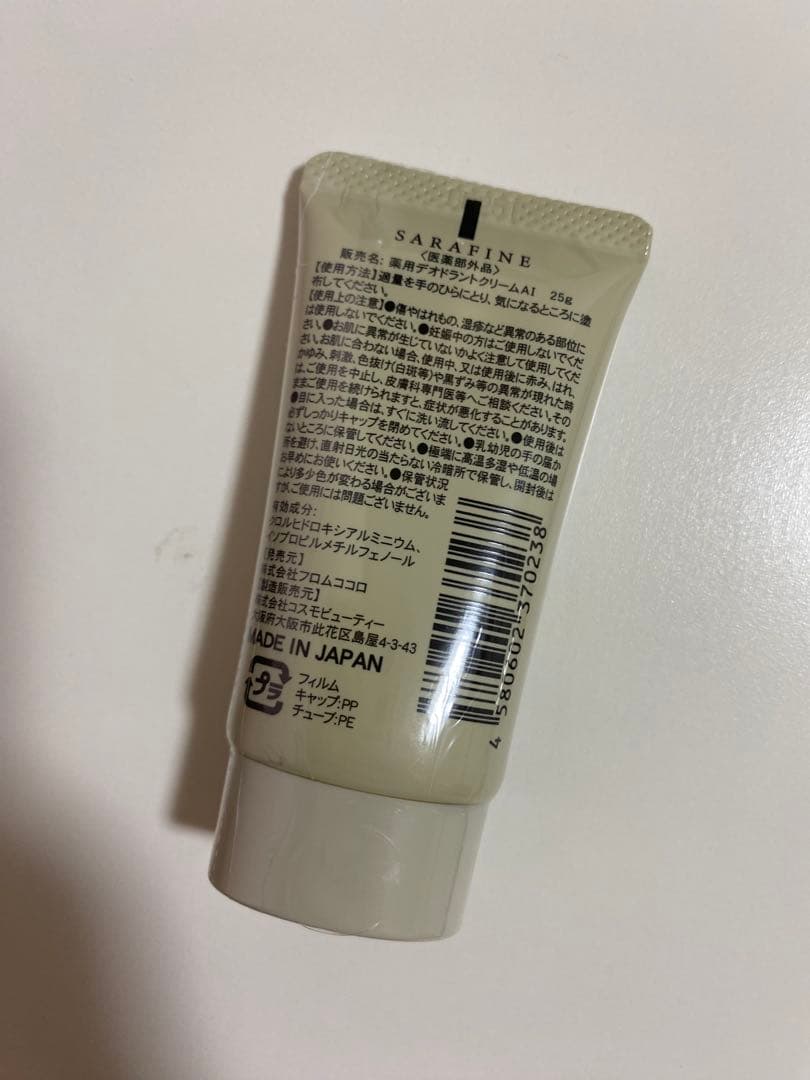 SARAFINE
〈医薬部外品〉
販売名: 薬用デオドラントクリームAI 25g
【使用方法】適量を手のひらにとり、気になるところに塗
布してください。
【使用上の注意】●傷やはれもの、湿疹など異常のある部位に
は使用しないでください。●妊娠中の方はご使用しないでくだ
さい。●お肌に異常が生じていないかよく注意して使用してくだ
さい。お肌に合わない場合、使用中、又は使用後に赤み、はれ、
かゆみ、刺激、色抜け(白斑等)や黒ずみ等の異常が現れた時
は、ご使用を中止し、皮膚科専門医等へご相談ください。その
ままご使用を続けられますと、症状が悪化することがあります。
●目に入った場合は、すぐに洗い流してください。●使用後は
必ずしっかりキャップを閉めてください。●乳幼児の手の届か
ないところに保管してください。●極端に高温多湿や低温の場
所を避け、直射日光の当たらない冷暗所で保管し、開封後は
お早めにお使いください。●保管状況
により多少色が変わる場合がございま
すが、ご使用には問題ございません。
有効成分:
クロルヒドロキシアルミニウム、
イソプロピルメチルフェノール
【発売元】
株式会社フロムココロ
【製造販売元】
株式会社コスモビューティー
大阪府大阪市此花区島屋4-3-43
MADE IN JAPAN
プラ
フィルム
キャップ:PP
チューブ:PE
4 580602 370238